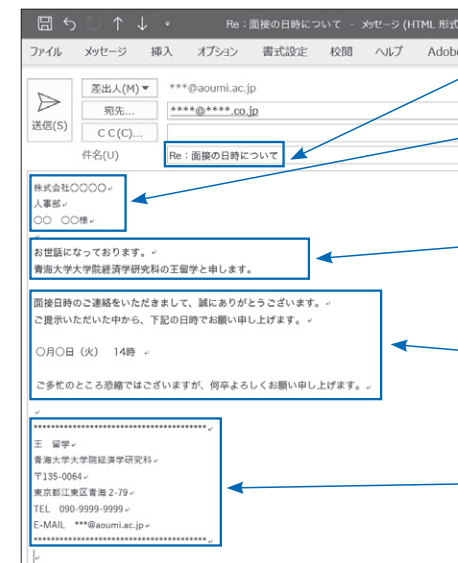 Re：面接の日時について - メッセージ (HTML 形式
ファイル メッセージ 挿入 オプション 書式設定 校閲 ヘルプ Adobe
送信(S)
差出人(M) ***@aoumi.ac.jp
宛先... ****@****.co.jp
C C (C)...
件名(U) Re：面接の日時について
株式会社〇〇〇〇
人事部
〇〇 〇〇様
お世話になっております。
青海大学大学院経済学研究科の王留学と申します。
面接日時のご連絡をいただきまして、誠にありがとうございます。
ご提示いただいた中から、下記の日時でお願い申し上げます。
〇月〇日（火） 14時
ご多忙のところ恐縮ではございますが、何卒よろしくお願い申し上げます。
******************************************
王 留学
青海大学大学院経済学研究科
〒135-0064
東京都江東区青海 2-79
TEL 090-9999-9999
E-MAIL ***@aoumi.ac.jp
******************************************